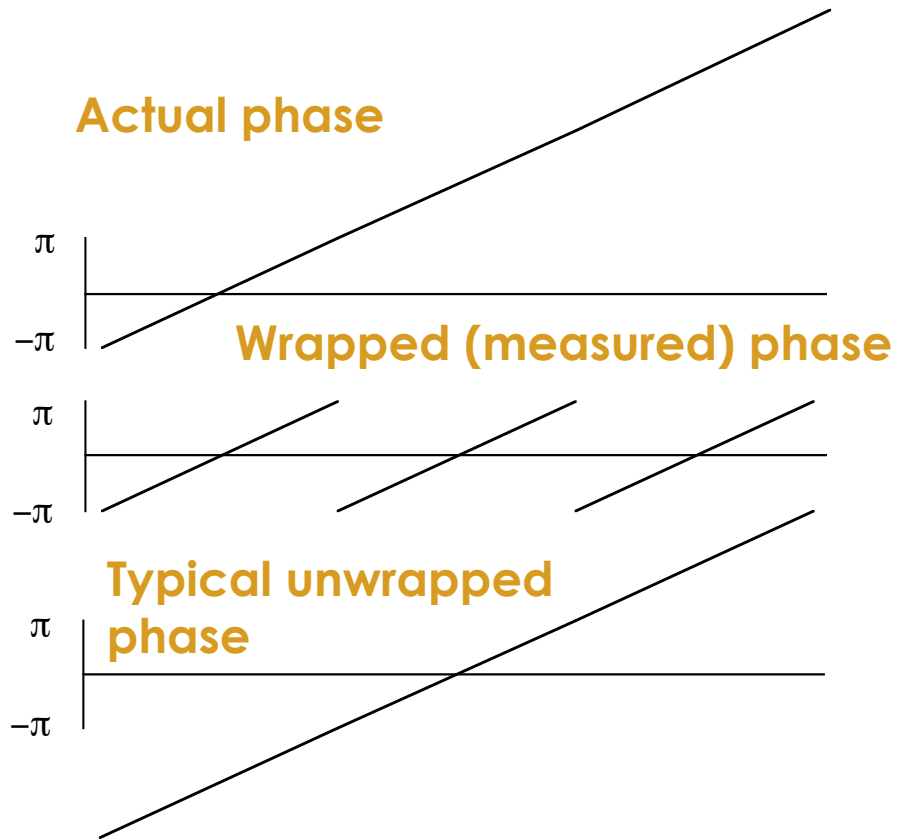 Actual phase
π
−π
Wrapped (measured) phase
π
−π
Typical unwrapped
phase
π
−π